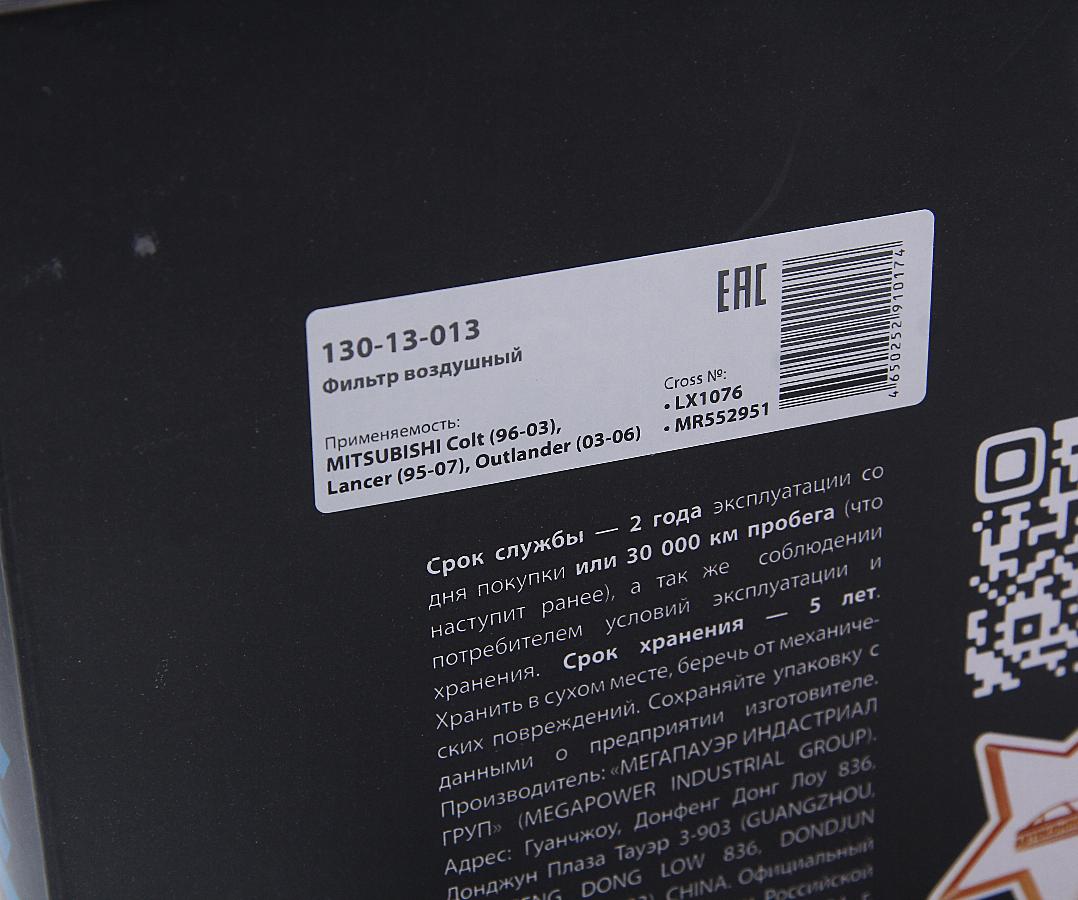 130-13-013
Фильтр воздушный
EAC
Применяемость:
MITSUBISHI Colt (96-03),
Lancer (95-07), Outlander (03-06)
Cross №:
• LX1076
• MR552951
4 650252 910174
Срок службы — 2 года эксплуатации со
дня покупки или 30 000 км пробега (что
наступит ранее), а так же соблюдении
потребителем условий эксплуатации и
хранения. Срок хранения — 5 лет.
Хранить в сухом месте, беречь от механиче-
ских повреждений. Сохраняйте упаковку с
данными о предприятии изготовителе.
Производитель: «МЕГАПАУЭР ИНДАСТРИАЛ
ГРУП» (MEGAPOWER INDUSTRIAL GROUP).
Адрес: Гуанчжоу, Донфенг Донг Лоу 836,
Донджун Плаза Тауэр 3-903 (GUANGZHOU,
DONG LOW 836, DONDJUN
CHINA. Официальный
Российской